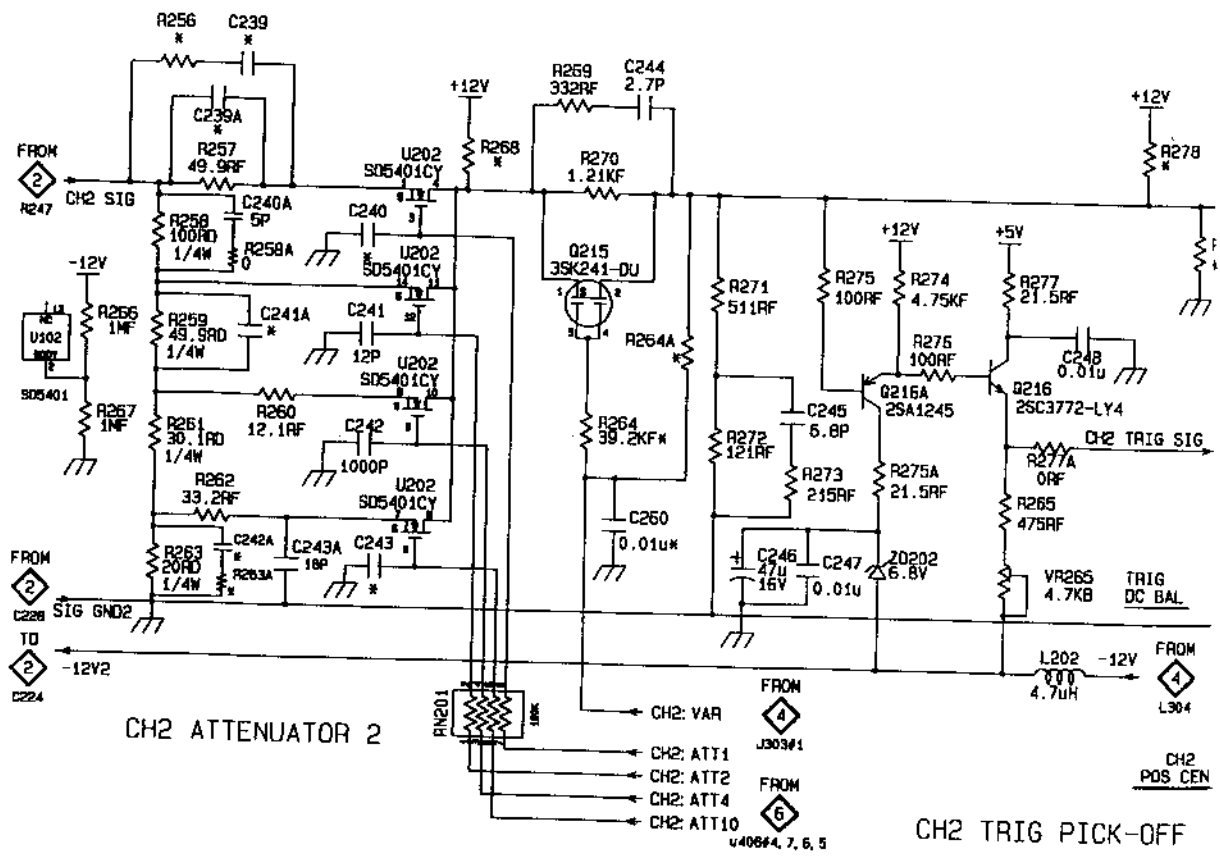 R256
*
C239
*
C239A
*
R257
49.9RF
+12V
R268
*
R269
332RF
C244
2.7P
R270
1.21KF
+12V
R278
*
FROM
2
R247
CH2 SIG
U202
SD5401CY
R258
100RD
1/4W
C240A
5P
R258A
0
C240
*
U202
SD5401CY
Q215
3SK241-DU
-12V
R266
1MF
U102
SD5401
R267
1MF
R259
49.9RD
1/4W
C241A
*
C241
12P
U202
SD5401CY
R260
12.1RF
R261
30.1RD
1/4W
C242
1000P
R262
33.2RF
U202
SD5401CY
R264A
*
R264
39.2KF*
C260
0.01u*
R271
511RF
R272
121RF
C245
6.8P
R273
215RF
R275
100RF
+12V
R274
4.75KF
R276
100RF
Q216A
2SA1245
R275A
21.5RF
+5V
R277
21.5RF
C248
0.01u
Q216
2SC3772-LY4
CH2 TRIG SIG
R277A
0RF
R265
475RF
VR265
4.7KB
TRIG
DC BAL
C246
47u
16V
C247
0.01u
ZD202
6.8V
R263
20RD
1/4W
C242A
*
R263A
*
C243A
18P
C243
*
FROM
2
C226
SIG GND2
TO
2
C224
-12V2
L202
4.7uH
-12V
FROM
4
L304
RN201
100K
CH2 ATTENUATOR 2
CH2: VAR
FROM
4
J303#1
CH2: ATT1
CH2: ATT2
CH2: ATT4
CH2: ATT10
FROM
6
U406#4, 7, 6, 5
CH2
POS CEN
CH2 TRIG PICK-OFF